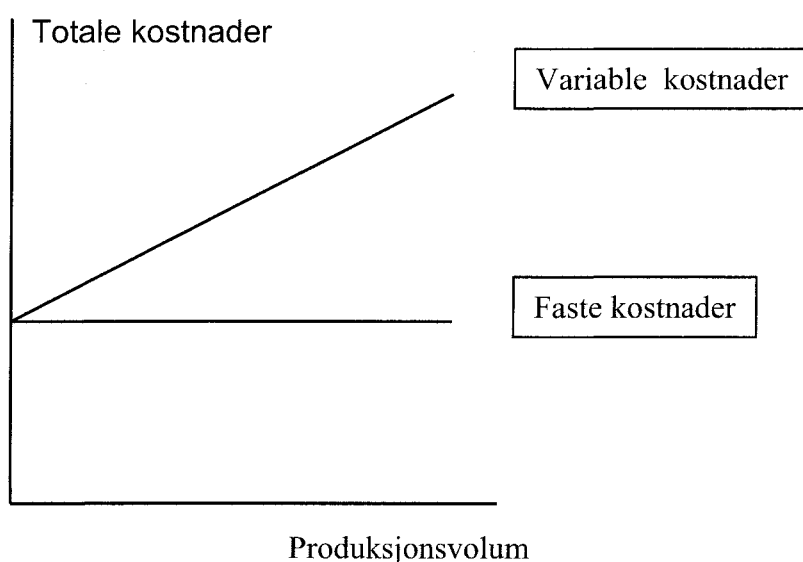 Totale kostnader
Variable kostnader
Faste kostnader
Produksjonsvolum